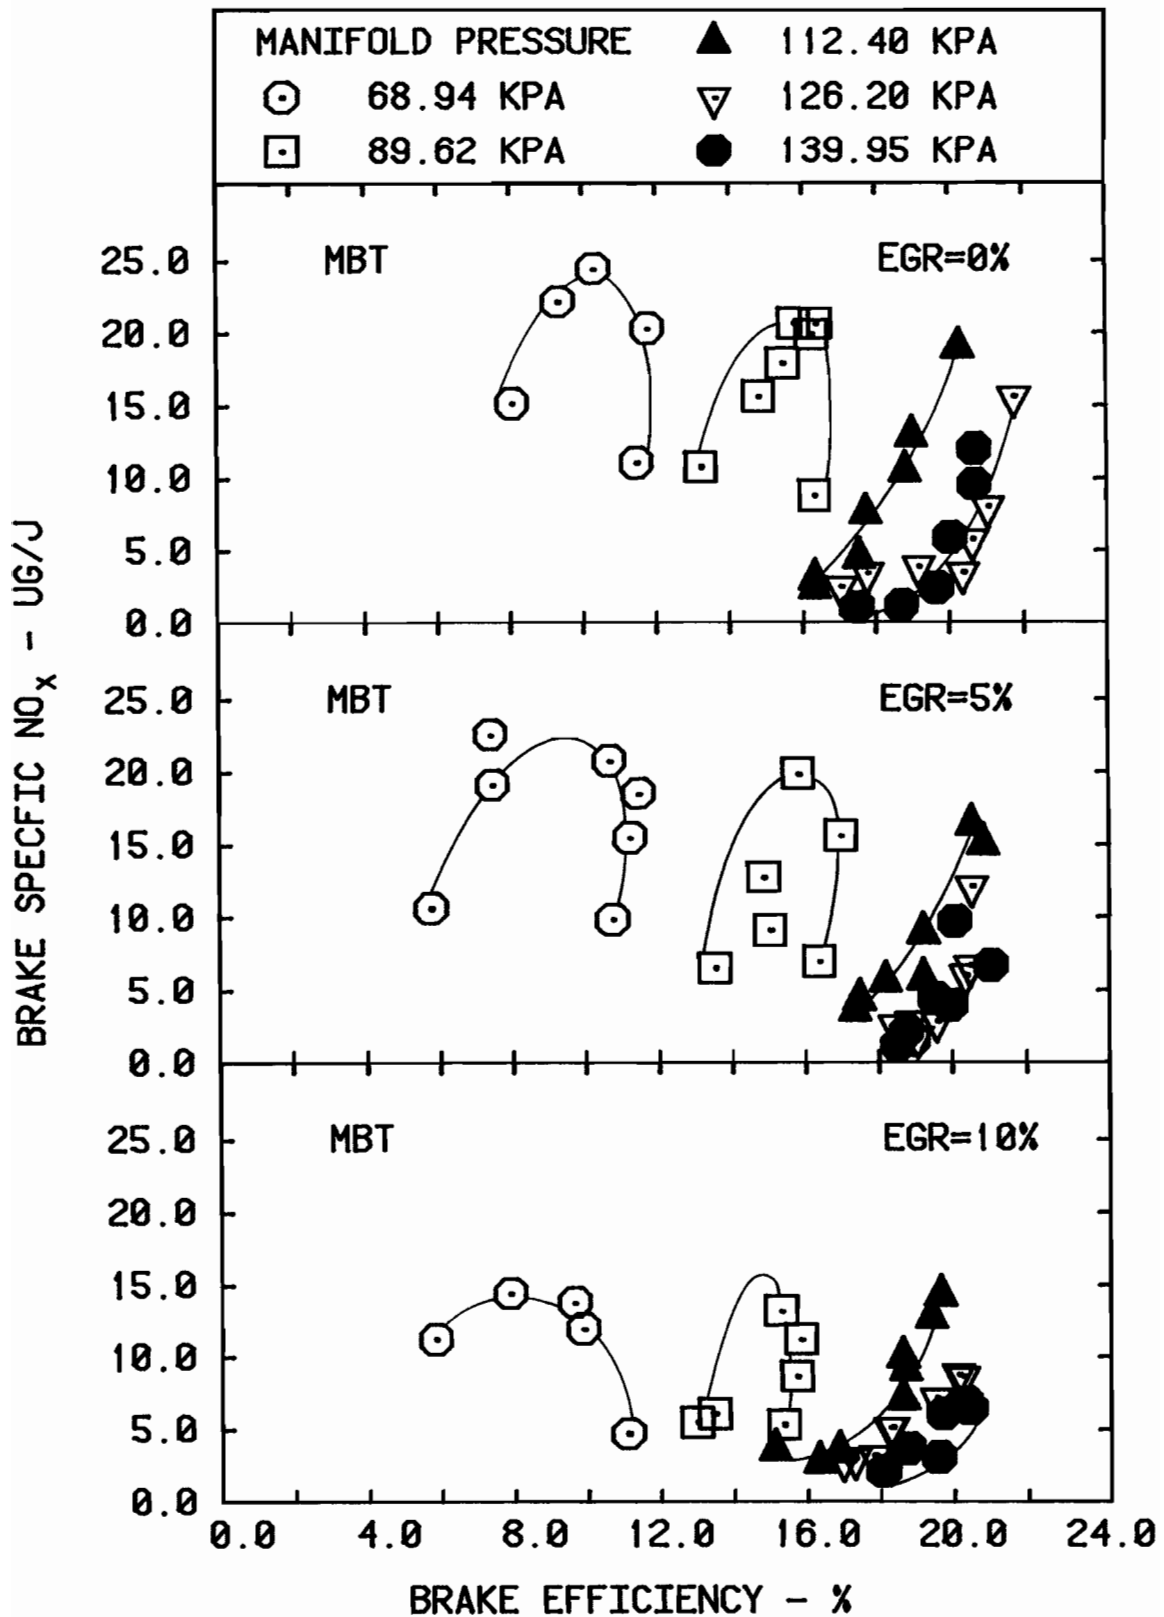 MANIFOLD PRESSURE
68.94 KPA
89.62 KPA
112.40 KPA
126.20 KPA
139.95 KPA
BRAKE SPECFIC NOx - UG/J
MBT
EGR=0%
25.0
20.0
15.0
10.0
5.0
0.0
MBT
EGR=5%
25.0
20.0
15.0
10.0
5.0
0.0
MBT
EGR=10%
25.0
20.0
15.0
10.0
5.0
0.0
0.0 4.0 8.0 12.0 16.0 20.0 24.0
BRAKE EFFICIENCY - %